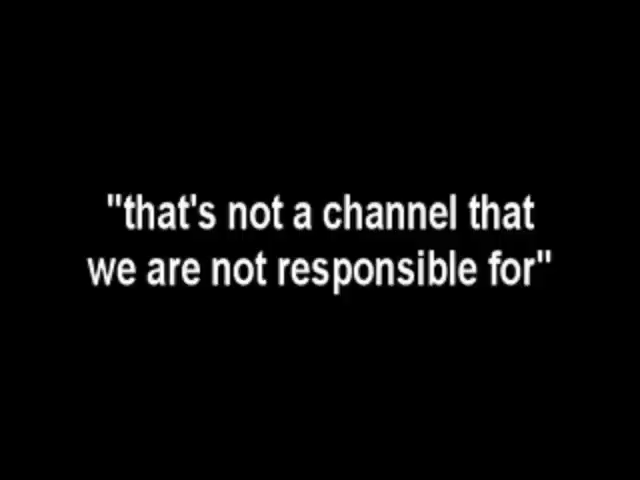 "that's not a channel that
we are not responsible for"